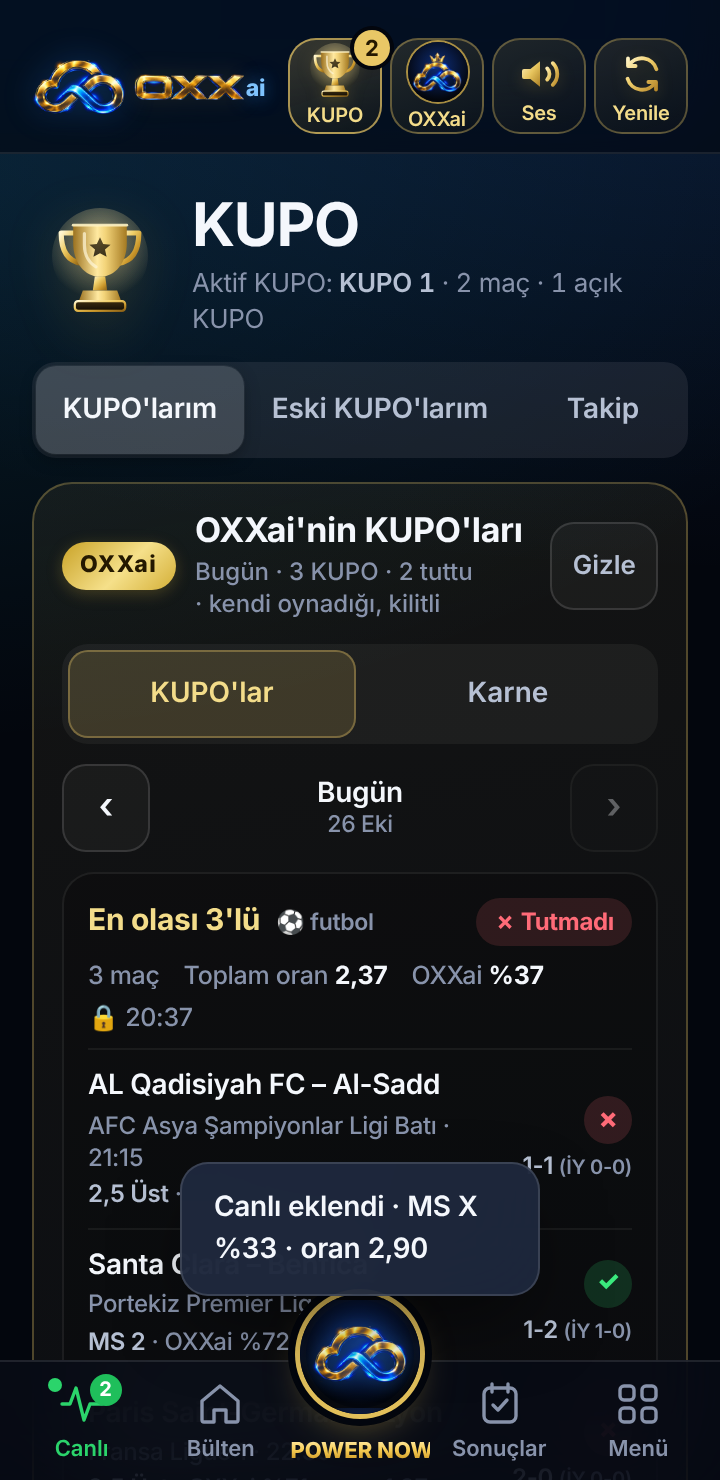 OXX ai
2
KUPO
OXXai
Ses
Yenile
KUPO
Aktif KUPO: KUPO 1 · 2 maç · 1 açık
KUPO
KUPO'larım
Eski KUPO'larım
Takip
OXXai
OXXai'nin KUPO'ları
Bugün · 3 KUPO · 2 tuttu
· kendi oynadığı, kilitli
Gizle
KUPO'lar
Karne
‹
Bugün
26 Eki
›
En olası 3'lü ⚽ futbol
× Tutmadı
3 maç Toplam oran 2,37 OXXai %37
🔒 20:37
AL Qadisiyah FC – Al-Sadd
AFC Asya Şampiyonlar Ligi Batı ·
21:15
1-1 (İY 0-0)
2,5 Üst ·
Canlı eklendi · MS X
%33 · oran 2,90
Santa Clara – Benfica
Portekiz Premier Lig
1-2 (İY 1-0)
MS 2 · OXXai %72
2
Canlı
Bülten
POWER NOW
Sonuçlar
Menü